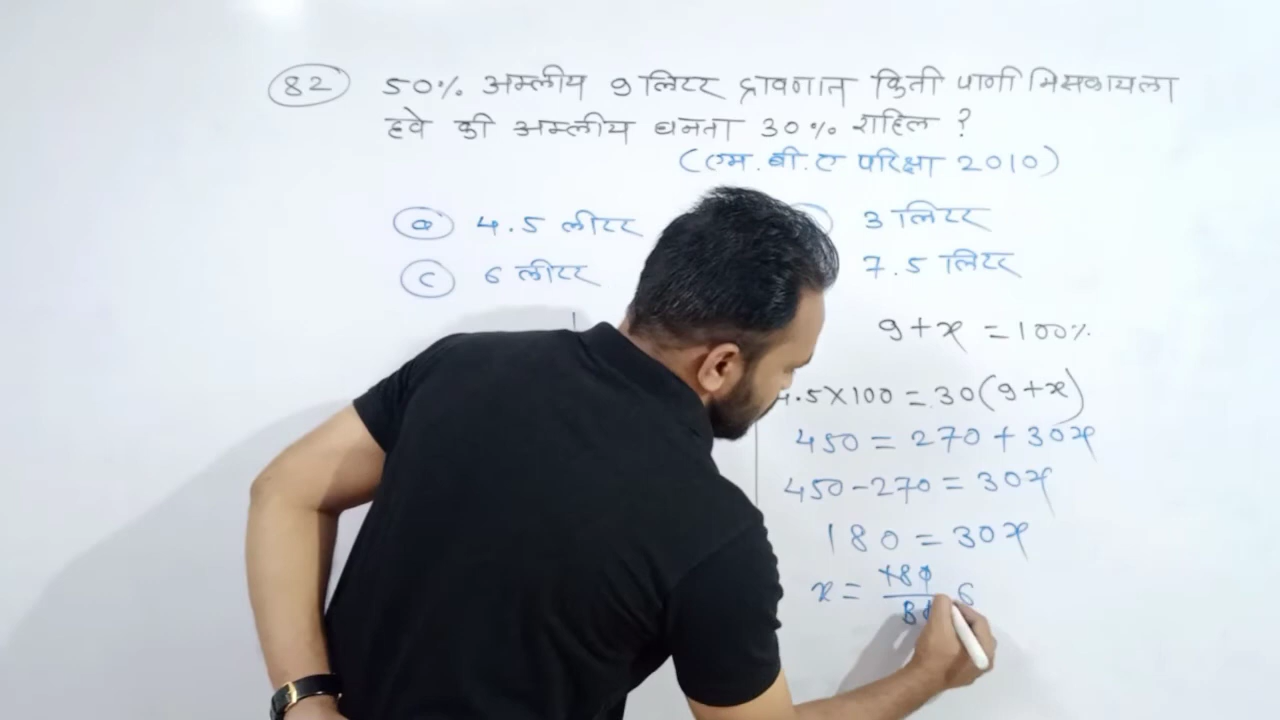 82 50% अम्लीय 9 लिटर द्रावणात किती पाणी मिसळायला
हवे की अम्लीय घनता 30% राहिल ?
(एम. बी. ए परिक्षा 2010)
a 4.5 लीटर 3 लिटर
c 6 लीटर 7.5 लिटर
9+x = 100%
4.5×100 = 30(9+x)
450 = 270 + 30x
450-270 = 30x
180 = 30x
x = 180 6